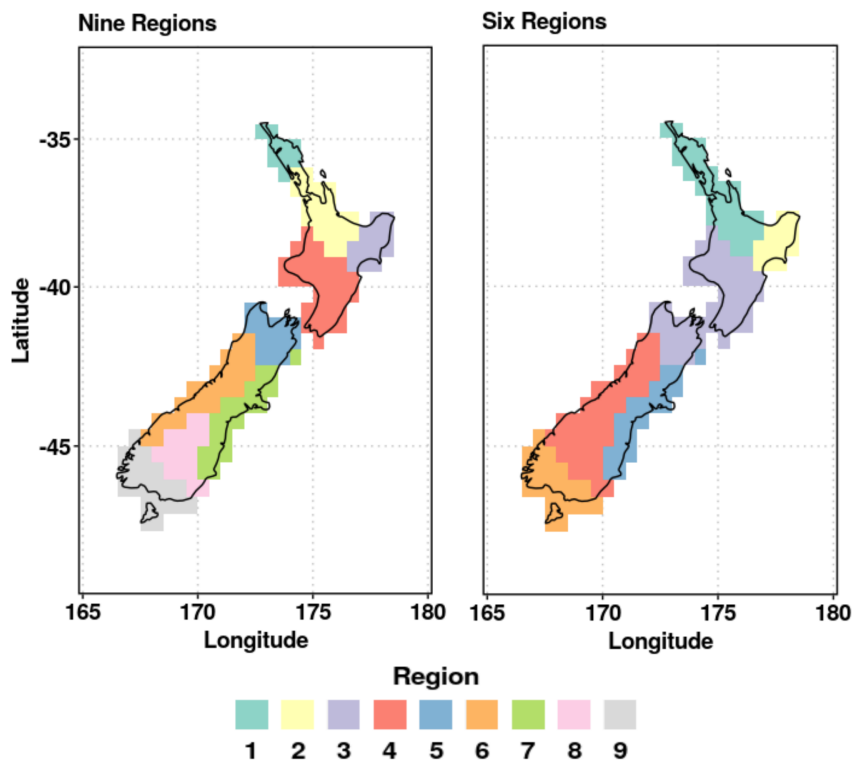 Nine Regions
Six Regions
-35
-40
-45
Latitude
165 170 175 180
165 170 175 180
Longitude
Longitude
Region
1 2 3 4 5 6 7 8 9